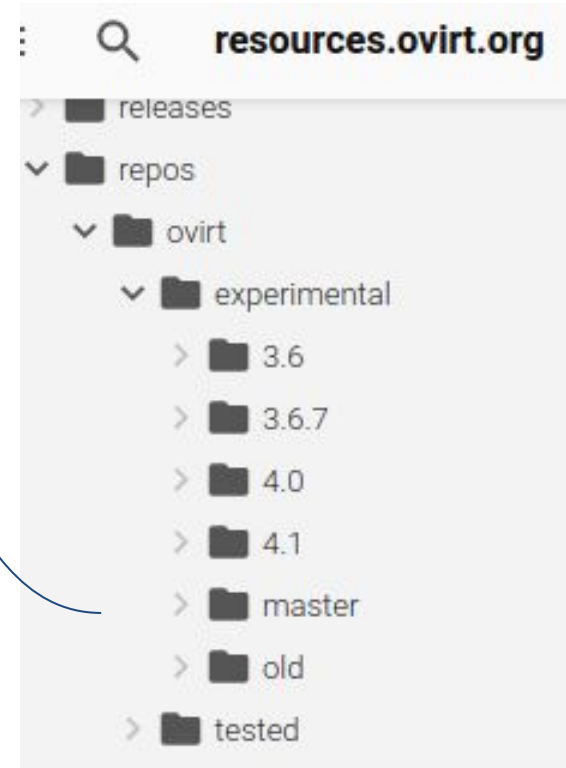 resources.ovirt.org
releases
repos
ovirt
experimental
3.6
3.6.7
4.0
4.1
master
old
tested